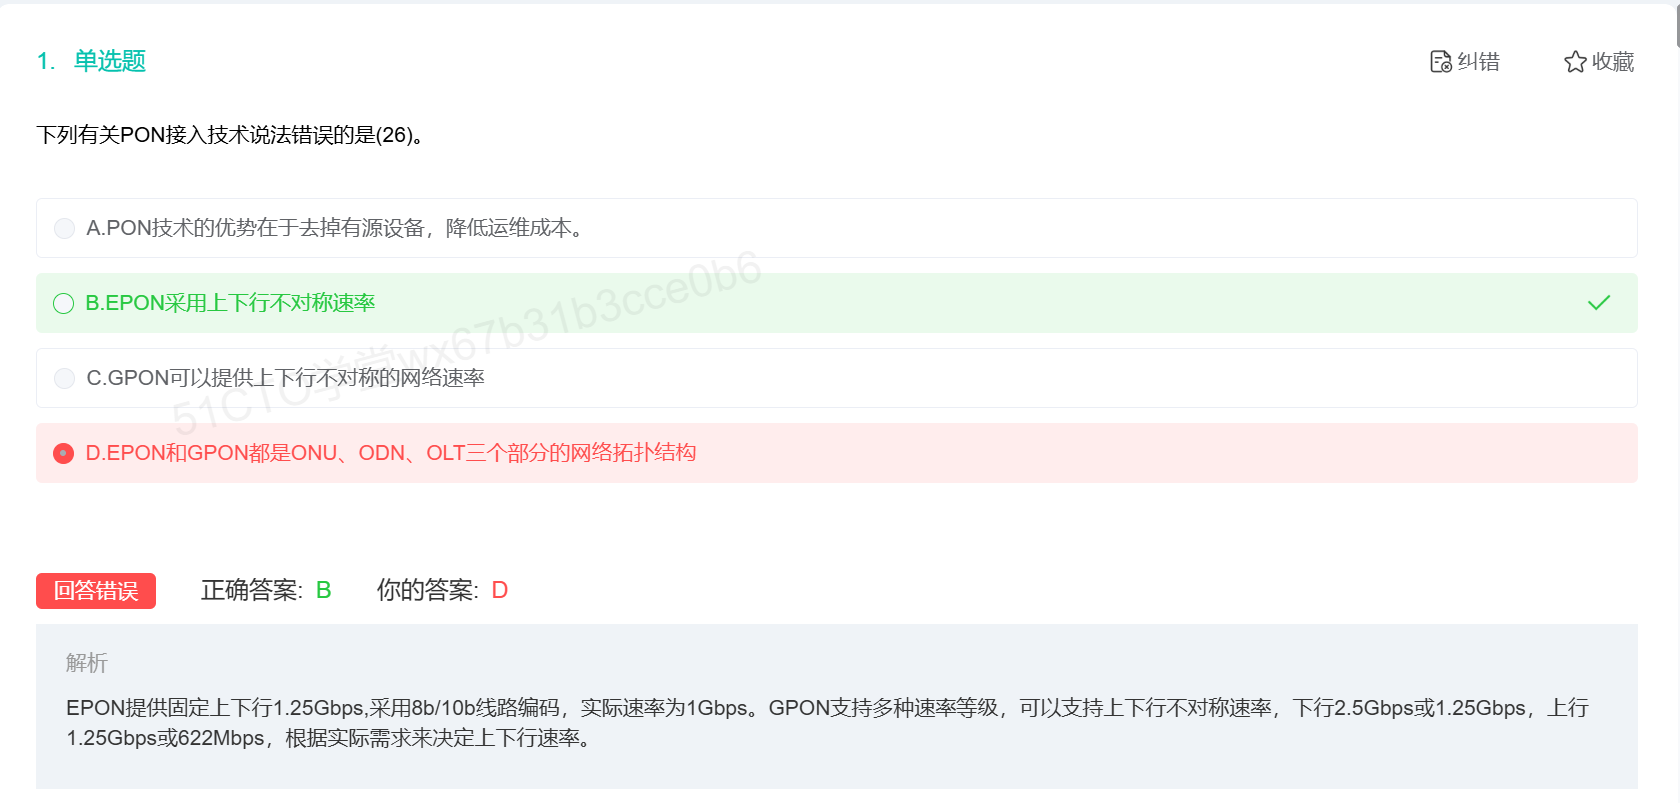 1. 单选题
纠错
收藏
下列有关PON接入技术说法错误的是(26)。
A.PON技术的优势在于去掉有源设备，降低运维成本。
B.EPON采用上下行不对称速率
C.GPON可以提供上下行不对称的网络速率
D.EPON和GPON都是ONU、ODN、OLT三个部分的网络拓扑结构
51CTO学堂wx67b31b3cce0b6
回答错误 正确答案: B 你的答案: D
解析
EPON提供固定上下行1.25Gbps,采用8b/10b线路编码，实际速率为1Gbps。GPON支持多种速率等级，可以支持上下行不对称速率，下行2.5Gbps或1.25Gbps，上行
1.25Gbps或622Mbps，根据实际需求来决定上下行速率。